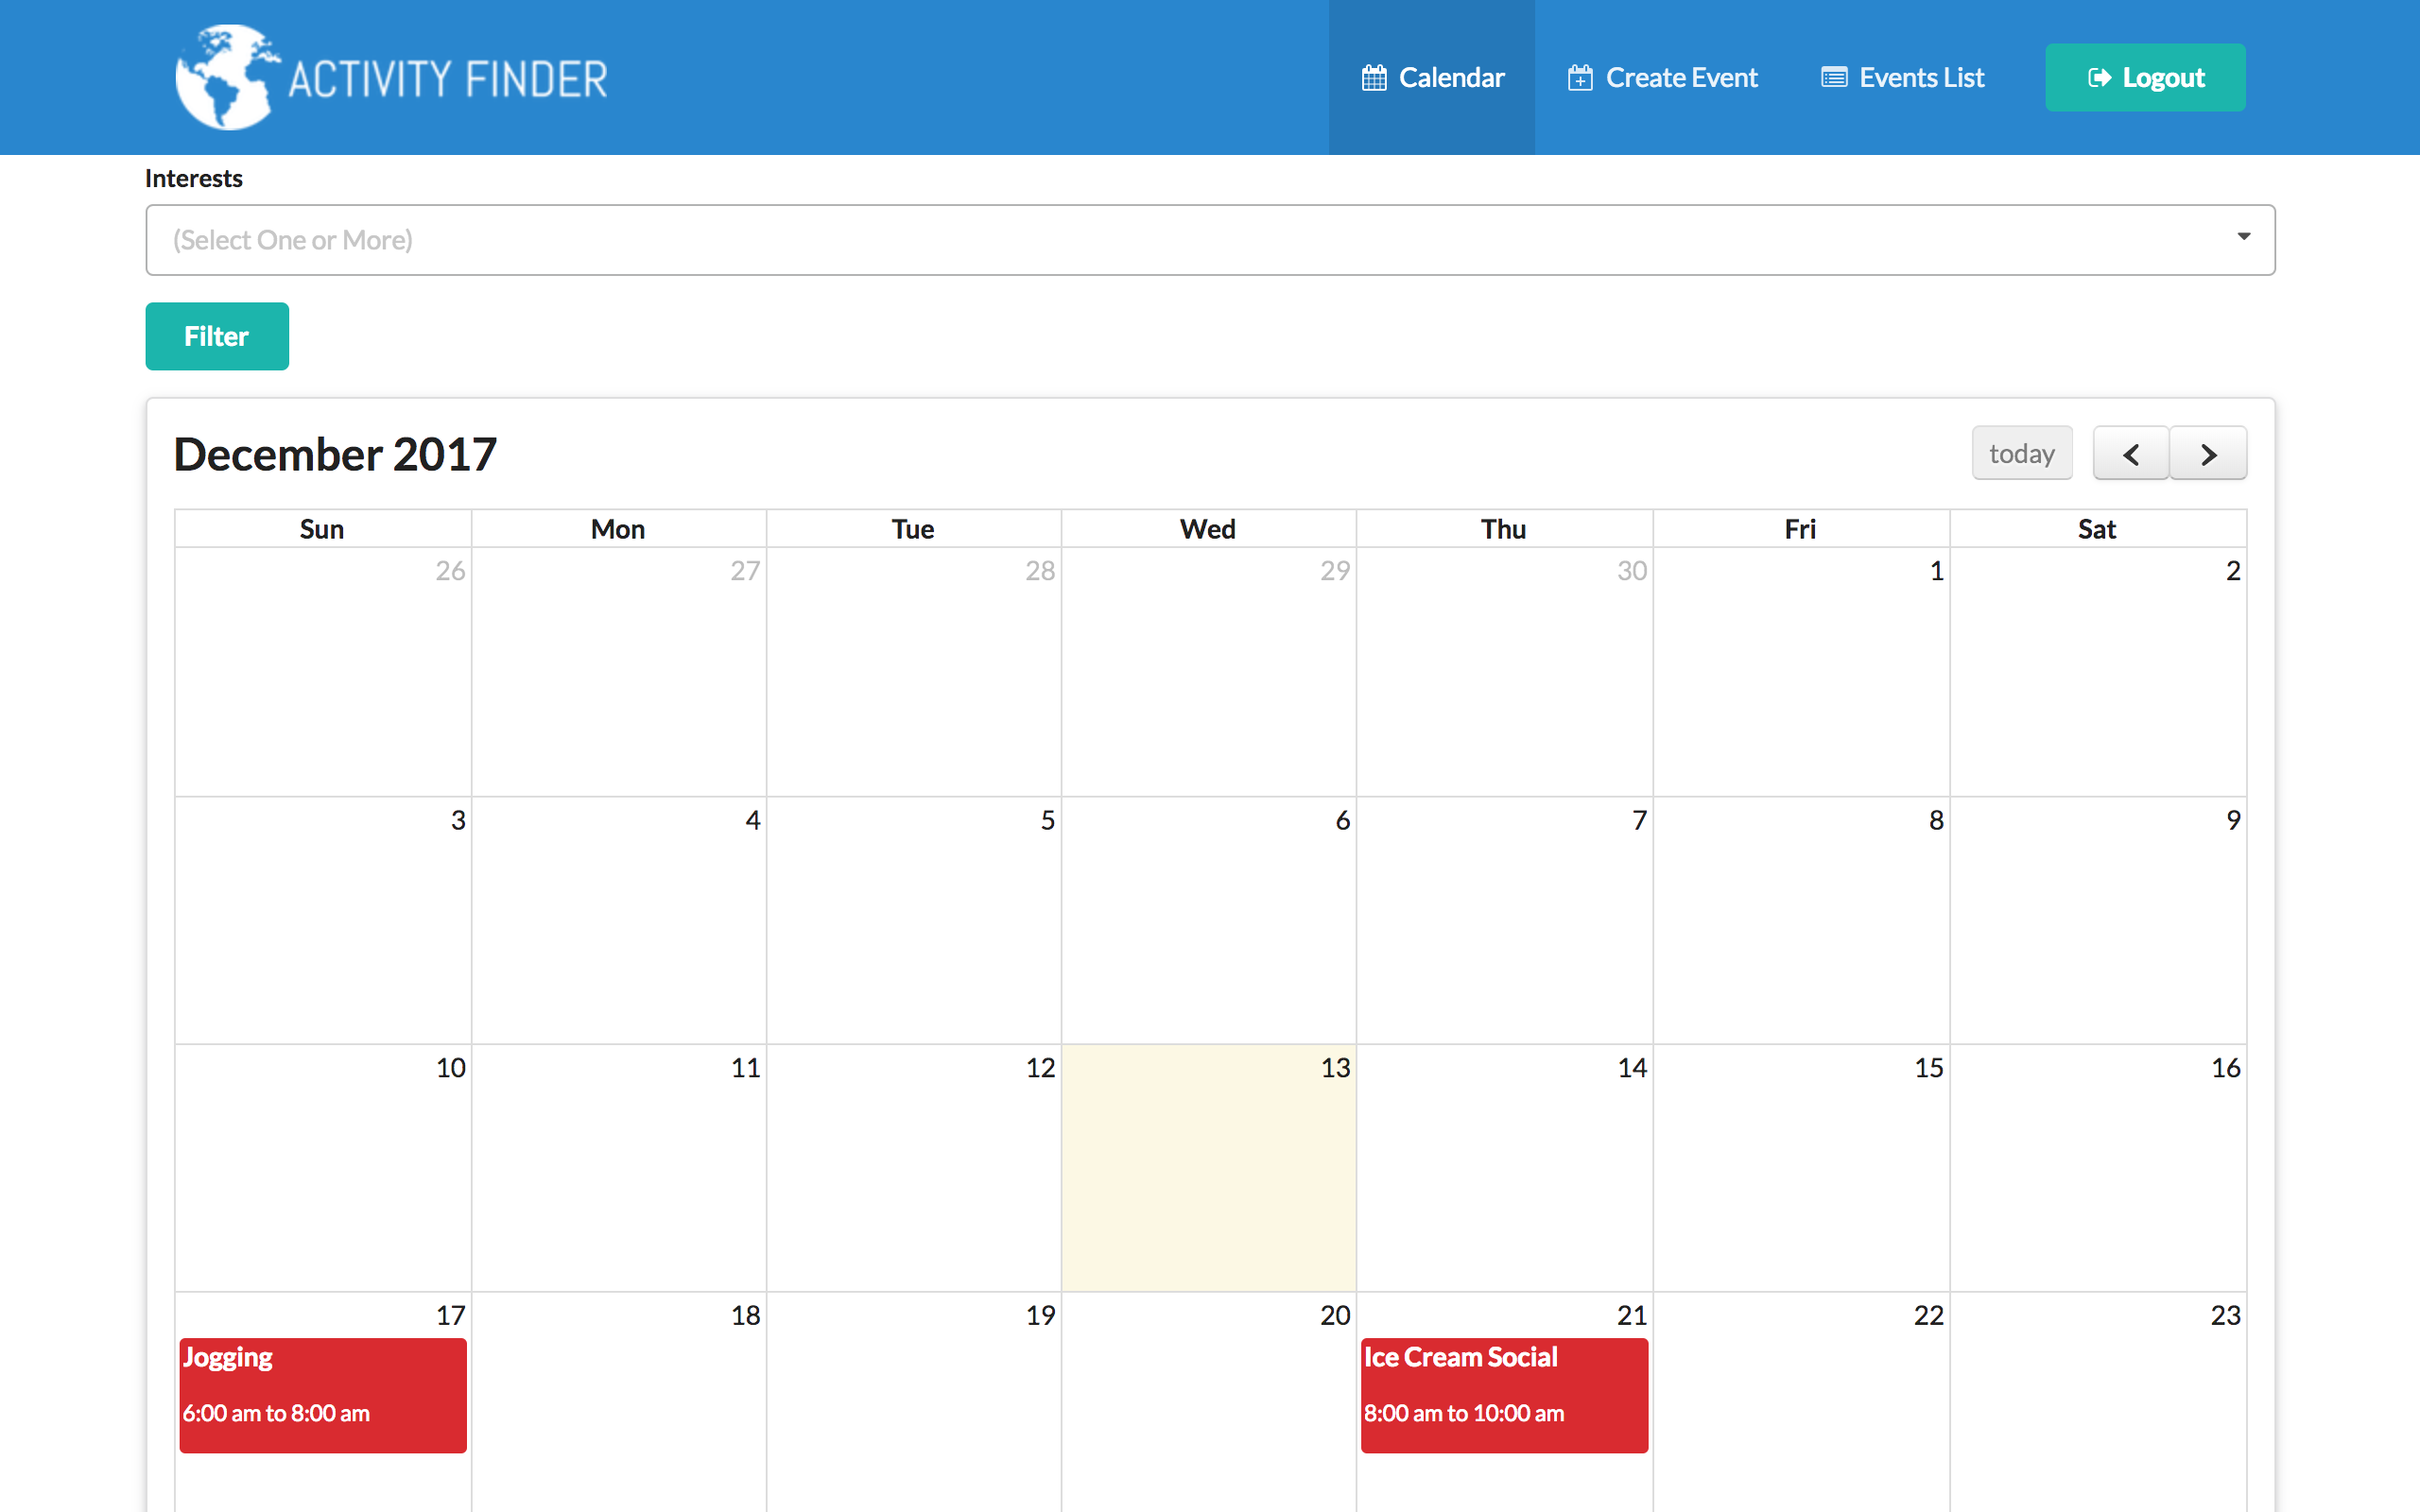 ACTIVITY FINDER
Calendar
Create Event
Events List
Logout
Interests
(Select One or More)
Filter
December 2017
today
Sun Mon Tue Wed Thu Fri Sat
26 27 28 29 30 1 2
3 4 5 6 7 8 9
10 11 12 13 14 15 16
17 18 19 20 21 22 23
Jogging
6:00 am to 8:00 am
Ice Cream Social
8:00 am to 10:00 am